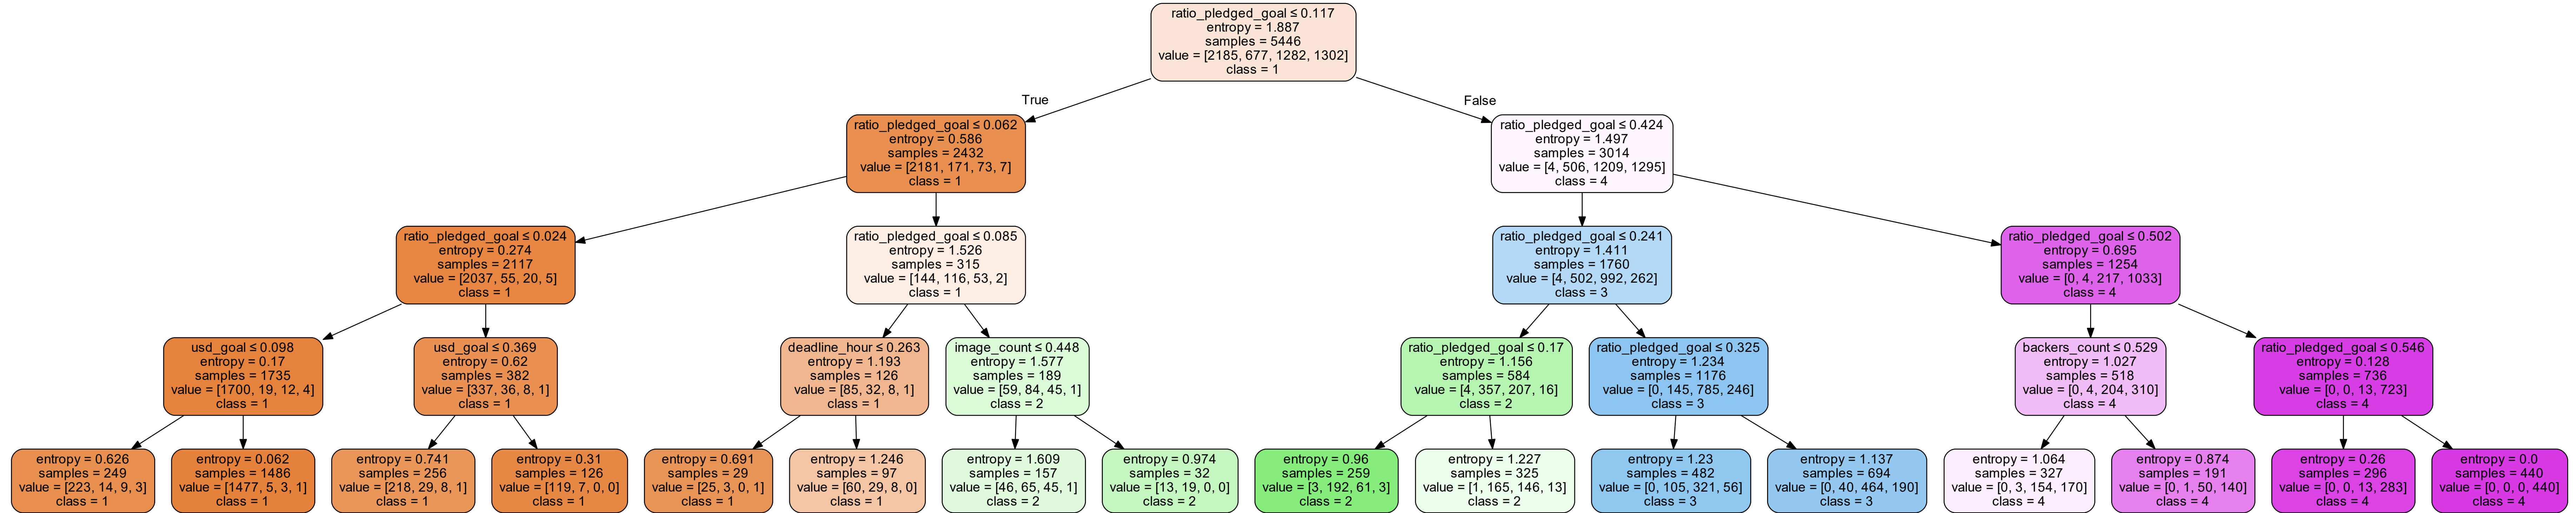 ratio_pledged_goal ≤ 0.117
entropy = 1.887
samples = 5446
value = [2185, 677, 1282, 1302]
class = 1
True
False
ratio_pledged_goal ≤ 0.062
entropy = 0.586
samples = 2432
value = [2181, 171, 73, 7]
class = 1
ratio_pledged_goal ≤ 0.424
entropy = 1.497
samples = 3014
value = [4, 506, 1209, 1295]
class = 4
ratio_pledged_goal ≤ 0.024
entropy = 0.274
samples = 2117
value = [2037, 55, 20, 5]
class = 1
ratio_pledged_goal ≤ 0.085
entropy = 1.526
samples = 315
value = [144, 116, 53, 2]
class = 1
ratio_pledged_goal ≤ 0.241
entropy = 1.411
samples = 1760
value = [4, 502, 992, 262]
class = 3
ratio_pledged_goal ≤ 0.502
entropy = 0.695
samples = 1254
value = [0, 4, 217, 1033]
class = 4
usd_goal ≤ 0.098
entropy = 0.17
samples = 1735
value = [1700, 19, 12, 4]
class = 1
usd_goal ≤ 0.369
entropy = 0.62
samples = 382
value = [337, 36, 8, 1]
class = 1
deadline_hour ≤ 0.263
entropy = 1.193
samples = 126
value = [85, 32, 8, 1]
class = 1
image_count ≤ 0.448
entropy = 1.577
samples = 189
value = [59, 84, 45, 1]
class = 2
ratio_pledged_goal ≤ 0.17
entropy = 1.156
samples = 584
value = [4, 357, 207, 16]
class = 2
ratio_pledged_goal ≤ 0.325
entropy = 1.234
samples = 1176
value = [0, 145, 785, 246]
class = 3
backers_count ≤ 0.529
entropy = 1.027
samples = 518
value = [0, 4, 204, 310]
class = 4
ratio_pledged_goal ≤ 0.546
entropy = 0.128
samples = 736
value = [0, 0, 13, 723]
class = 4
entropy = 0.626
samples = 249
value = [223, 14, 9, 3]
class = 1
entropy = 0.062
samples = 1486
value = [1477, 5, 3, 1]
class = 1
entropy = 0.741
samples = 256
value = [218, 29, 8, 1]
class = 1
entropy = 0.31
samples = 126
value = [119, 7, 0, 0]
class = 1
entropy = 0.691
samples = 29
value = [25, 3, 0, 1]
class = 1
entropy = 1.246
samples = 97
value = [60, 29, 8, 0]
class = 1
entropy = 1.609
samples = 157
value = [46, 65, 45, 1]
class = 2
entropy = 0.974
samples = 32
value = [13, 19, 0, 0]
class = 2
entropy = 0.96
samples = 259
value = [3, 192, 61, 3]
class = 2
entropy = 1.227
samples = 325
value = [1, 165, 146, 13]
class = 2
entropy = 1.23
samples = 482
value = [0, 105, 321, 56]
class = 3
entropy = 1.137
samples = 694
value = [0, 40, 464, 190]
class = 3
entropy = 1.064
samples = 327
value = [0, 3, 154, 170]
class = 4
entropy = 0.874
samples = 191
value = [0, 1, 50, 140]
class = 4
entropy = 0.26
samples = 296
value = [0, 0, 13, 283]
class = 4
entropy = 0.0
samples = 440
value = [0, 0, 0, 440]
class = 4